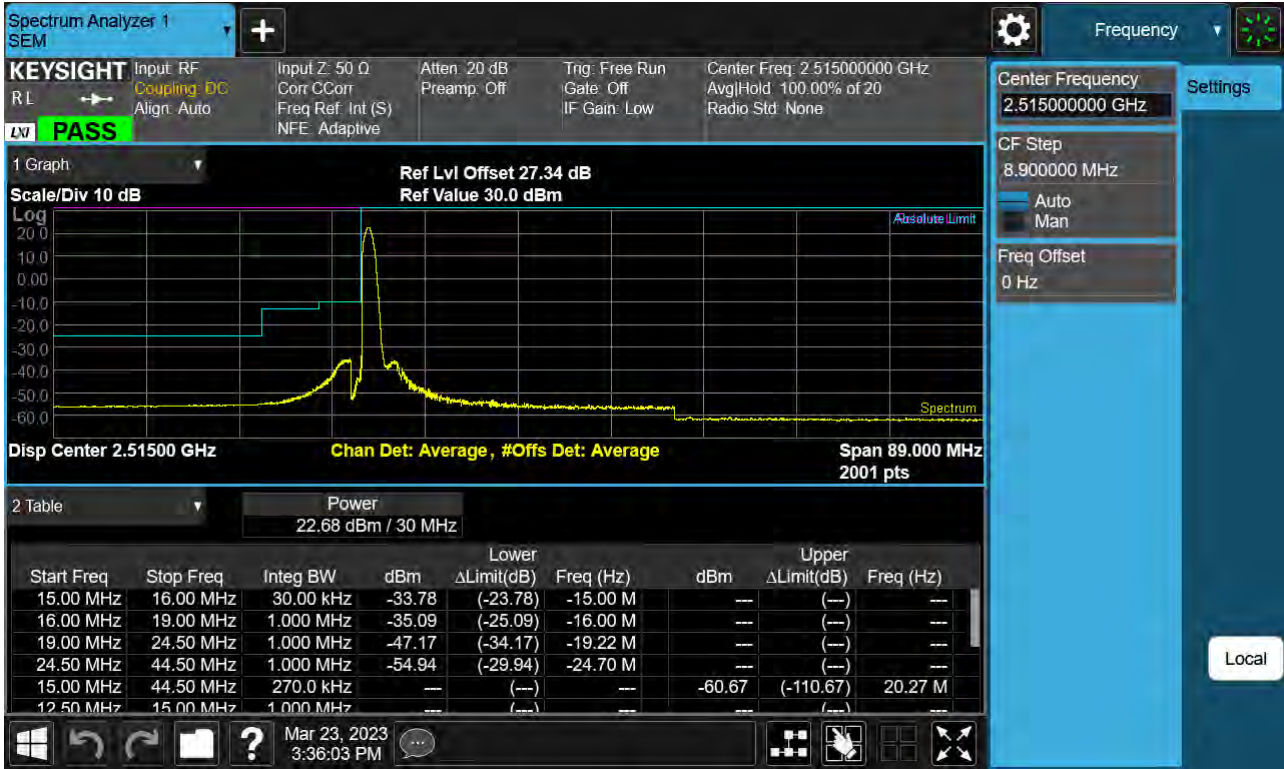 Spectrum Analyzer 1
SEM
Frequency
KEYSIGHT
R L
LXI
PASS
Input: RF
Coupling: DC
Align: Auto
Input Z: 50 Ω
Corr CCorr
Freq Ref: Int (S)
NFE: Adaptive
Atten: 20 dB
Preamp: Off
Trig: Free Run
Gate: Off
IF Gain: Low
Center Freq: 2.515000000 GHz
Avg|Hold: 100.00% of 20
Radio Std: None
Center Frequency
2.515000000 GHz
Settings
CF Step
8.900000 MHz
Auto
Man
Freq Offset
0 Hz
Local
1 Graph
Scale/Div 10 dB
Ref Lvl Offset 27.34 dB
Ref Value 30.0 dBm
Log
20.0
10.0
0.00
-10.0
-20.0
-30.0
-40.0
-50.0
-60.0
Absolute Limit
Spectrum
Disp Center 2.51500 GHz
Chan Det: Average , #Offs Det: Average
Span 89.000 MHz
2001 pts
2 Table
Power
22.68 dBm / 30 MHz
Lower Upper
Start Freq Stop Freq Integ BW dBm ΔLimit(dB) Freq (Hz) dBm ΔLimit(dB) Freq (Hz)
15.00 MHz 16.00 MHz 30.00 kHz -33.78 (-23.78) -15.00 M --- (---) ---
16.00 MHz 19.00 MHz 1.000 MHz -35.09 (-25.09) -16.00 M --- (---) ---
19.00 MHz 24.50 MHz 1.000 MHz -47.17 (-34.17) -19.22 M --- (---) ---
24.50 MHz 44.50 MHz 1.000 MHz -54.94 (-29.94) -24.70 M --- (---) ---
15.00 MHz 44.50 MHz 270.0 kHz --- (---) --- -60.67 (-110.67) 20.27 M
12.50 MHz 15.00 MHz 1.000 MHz --- (---) --- --- (---) ---
?
Mar 23, 2023
3:36:03 PM